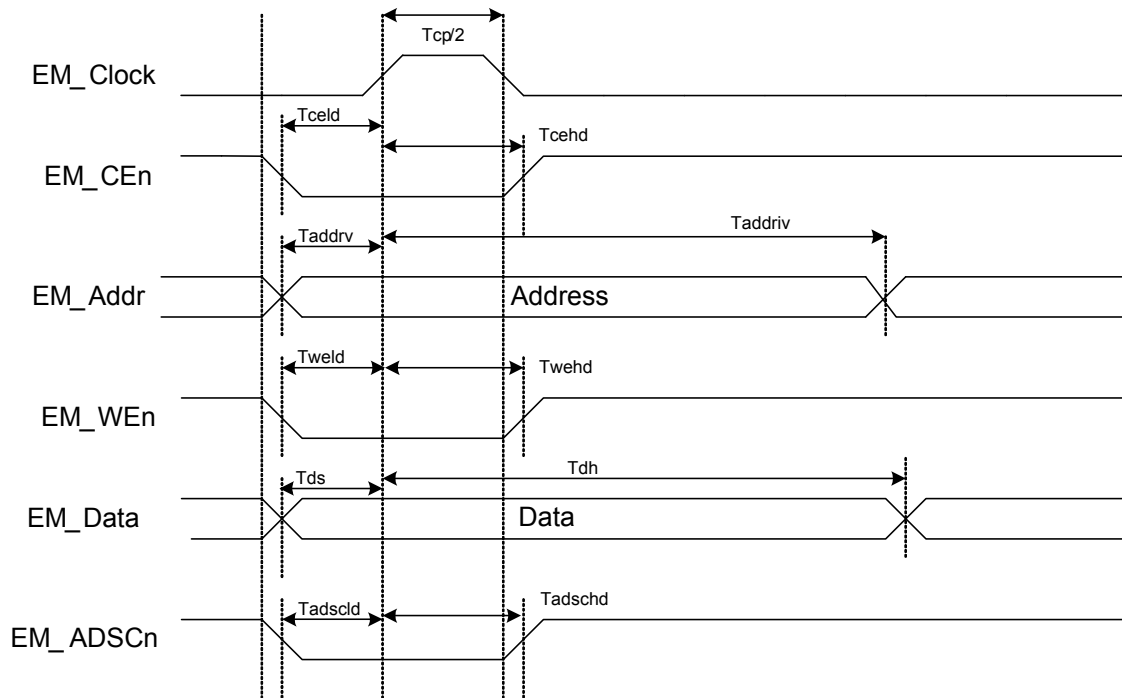 Tcp/2
EM_Clock
Tceld
Tcehd
EM_CEn
Taddrv
Taddriv
EM_Addr
Address
Tweld
Twehd
EM_WEn
Tds
Tdh
EM_Data
Data
Tadscld
Tadschd
EM_ADSCn